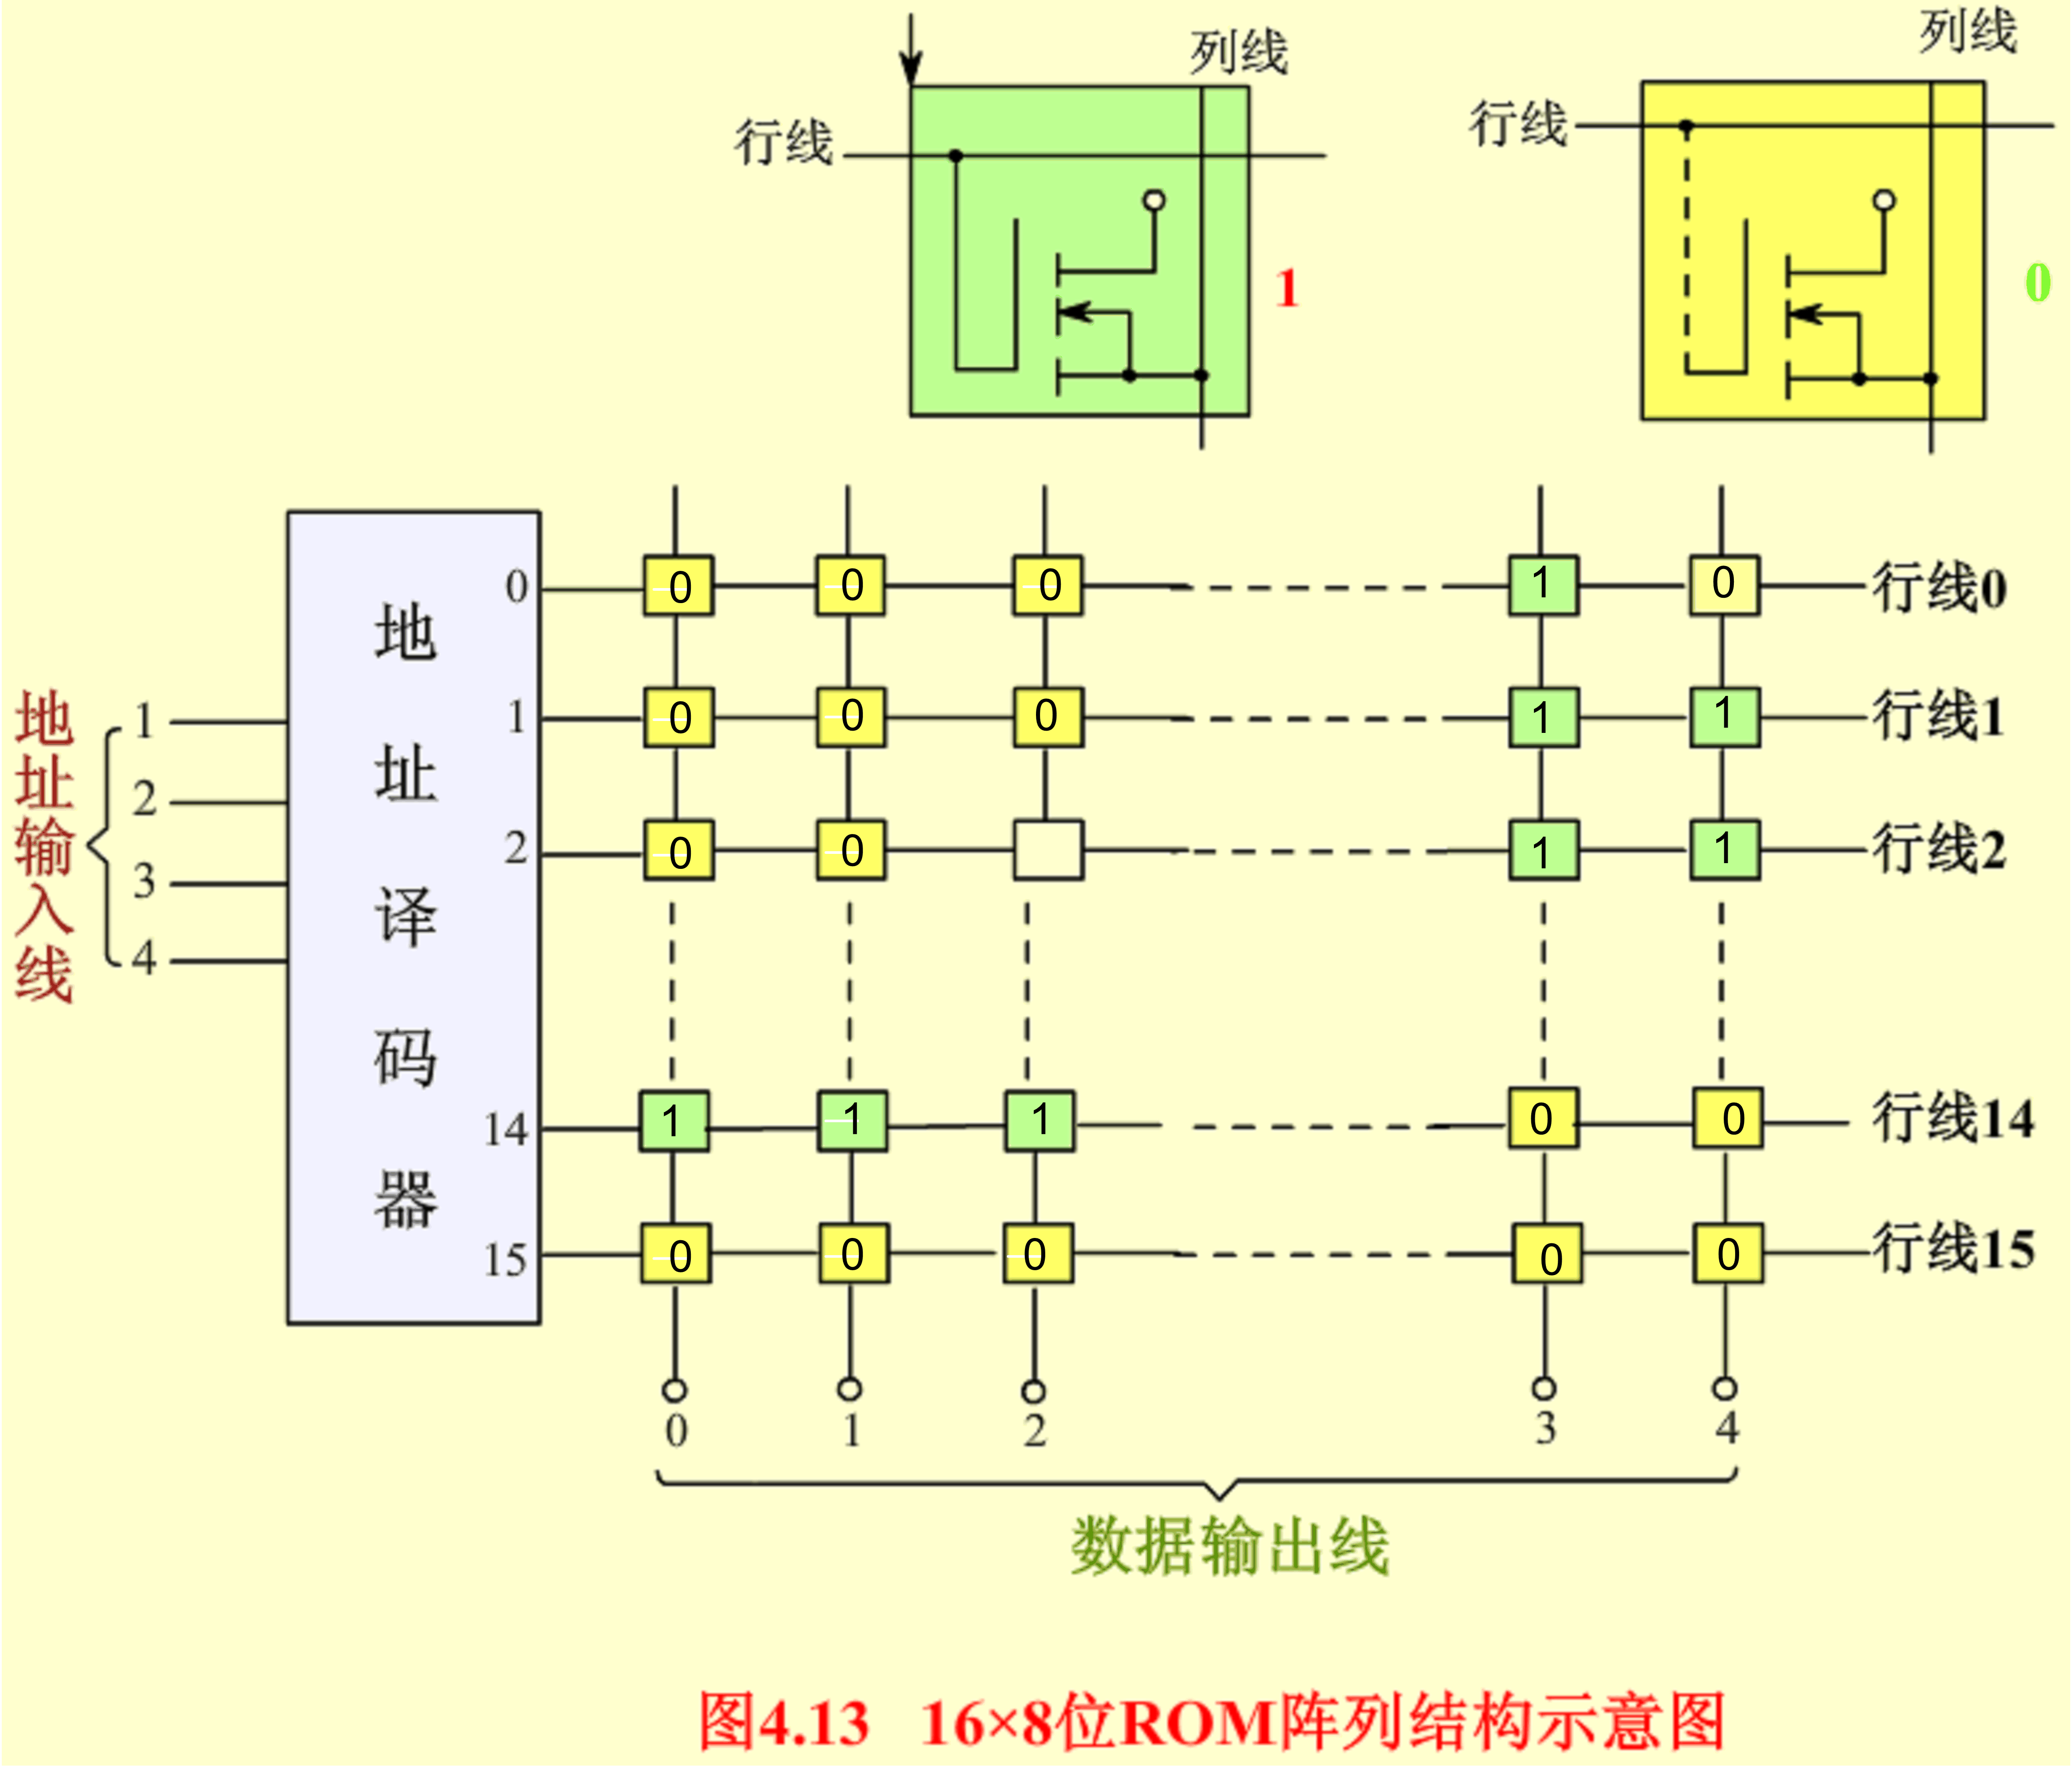 列线
行线
1
列线
行线
0
地址译码器
地址输入线
1
2
3
4
0 0 0 0 1 0 行线0
1 0 0 0 1 1 行线1
2 0 0 1 1 行线2
14 1 1 1 0 0 行线14
15 0 0 0 0 0 行线15
0 1 2 3 4
数据输出线
图4.13 16×8位ROM阵列结构示意图